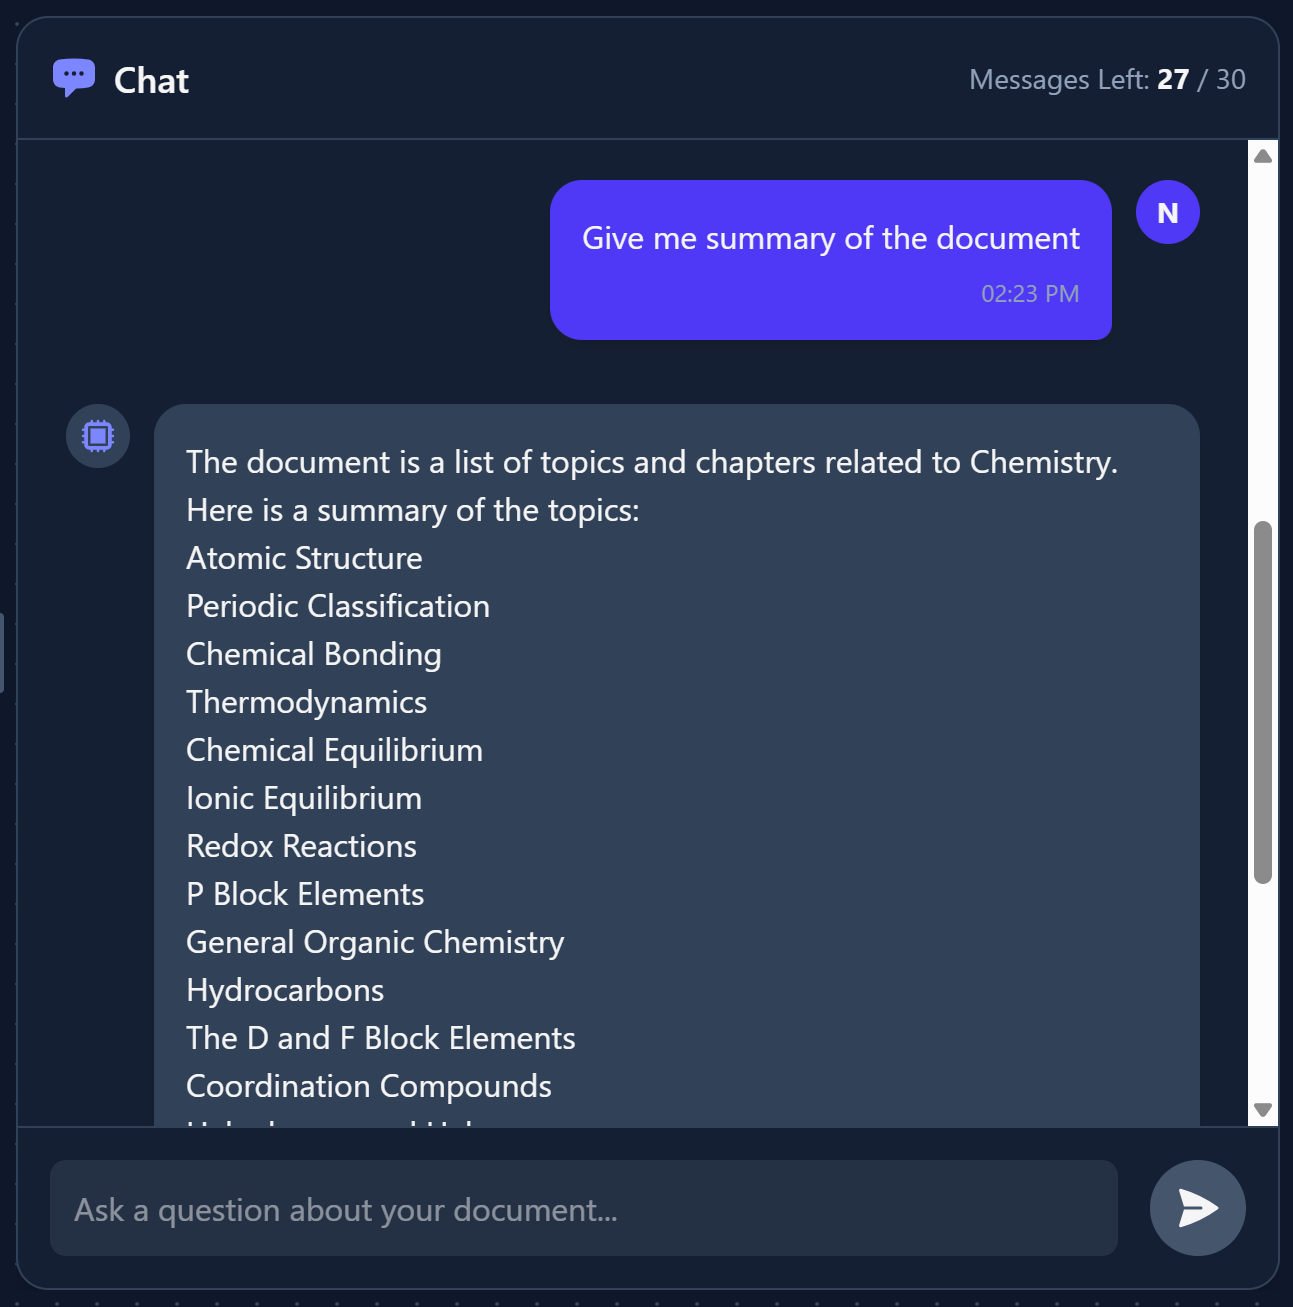 Chat
Messages Left: 27 / 30
Give me summary of the document
02:23 PM
N
The document is a list of topics and chapters related to Chemistry.
Here is a summary of the topics:
Atomic Structure
Periodic Classification
Chemical Bonding
Thermodynamics
Chemical Equilibrium
Ionic Equilibrium
Redox Reactions
P Block Elements
General Organic Chemistry
Hydrocarbons
The D and F Block Elements
Coordination Compounds
Ask a question about your document...